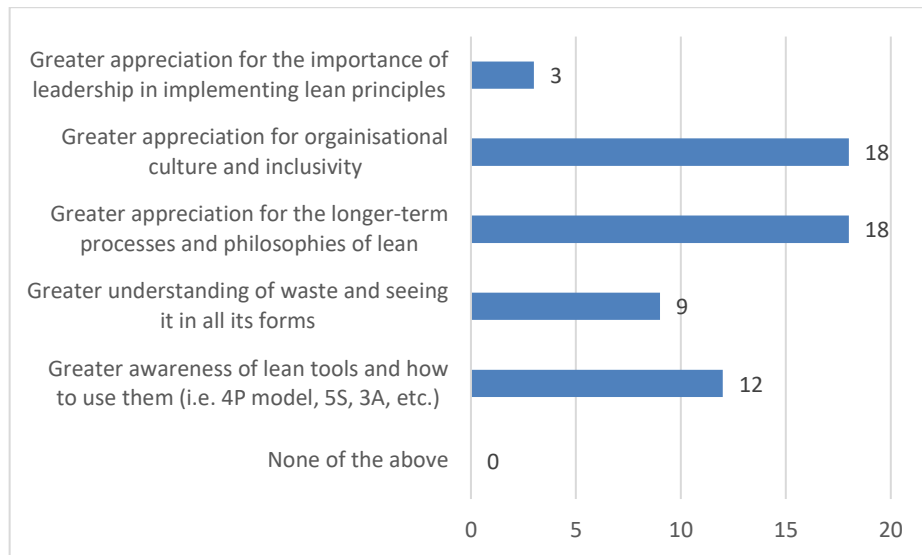 Greater appreciation for the importance of
leadership in implementing lean principles
3
Greater appreciation for orgainisational
culture and inclusivity
18
Greater appreciation for the longer-term
processes and philosophies of lean
18
Greater understanding of waste and seeing
it in all its forms
9
Greater awareness of lean tools and how
to use them (i.e. 4P model, 5S, 3A, etc.)
12
None of the above
0
0 5 10 15 20